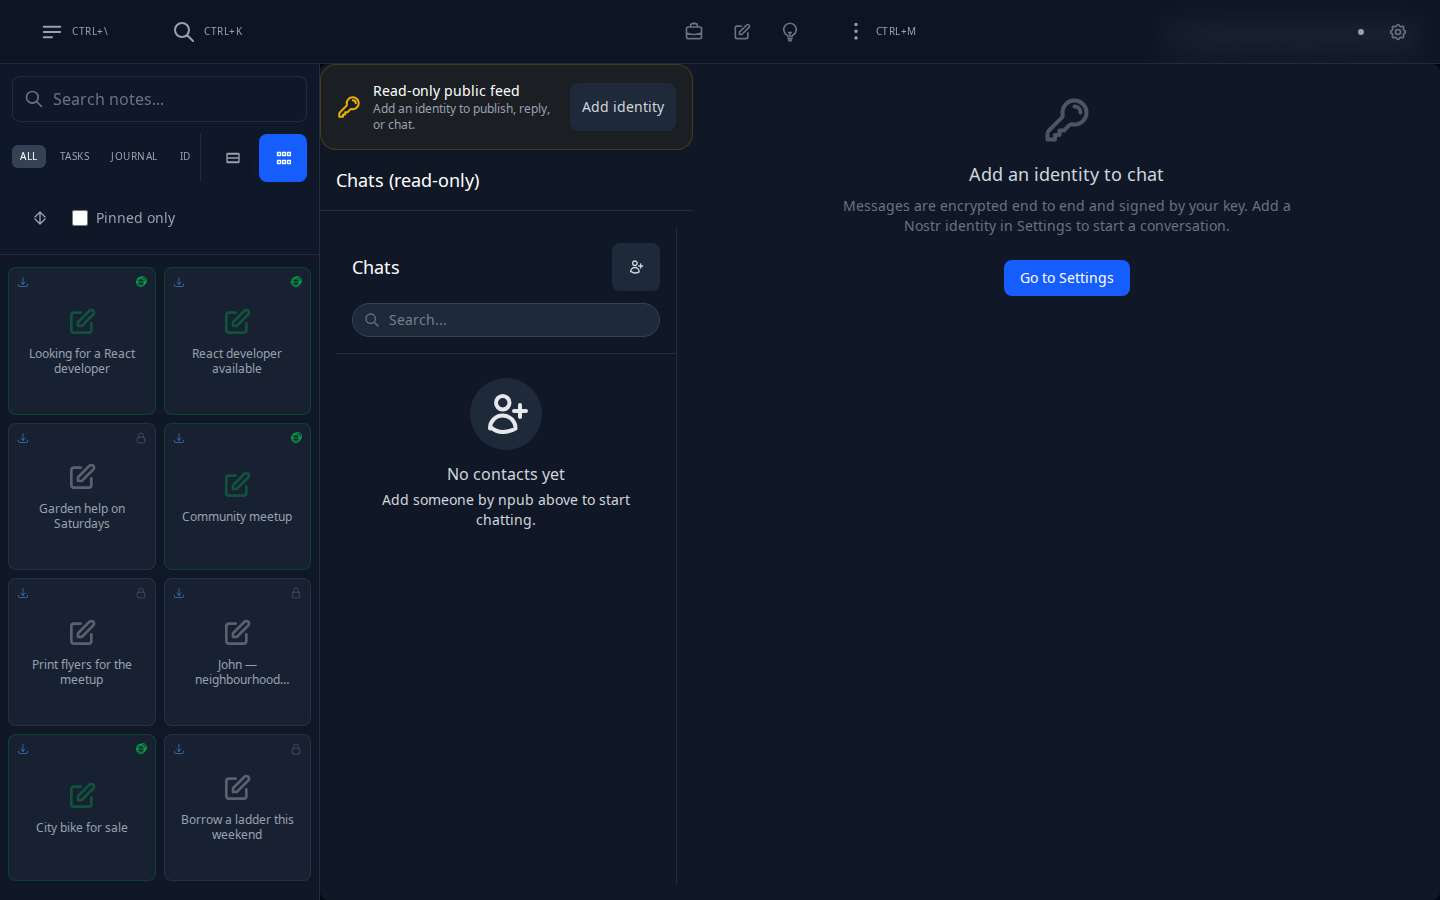 CTRL+\
CTRL+K
CTRL+M
Search notes...
ALL
TASKS
JOURNAL
ID
Pinned only
Looking for a React
developer
React developer
available
Garden help on
Saturdays
Community meetup
Print flyers for the
meetup
John —
neighbourhood...
City bike for sale
Borrow a ladder this
weekend
Read-only public feed
Add an identity to publish, reply,
or chat.
Add identity
Chats (read-only)
Chats
Search...
No contacts yet
Add someone by npub above to start
chatting.
Add an identity to chat
Messages are encrypted end to end and signed by your key. Add a
Nostr identity in Settings to start a conversation.
Go to Settings